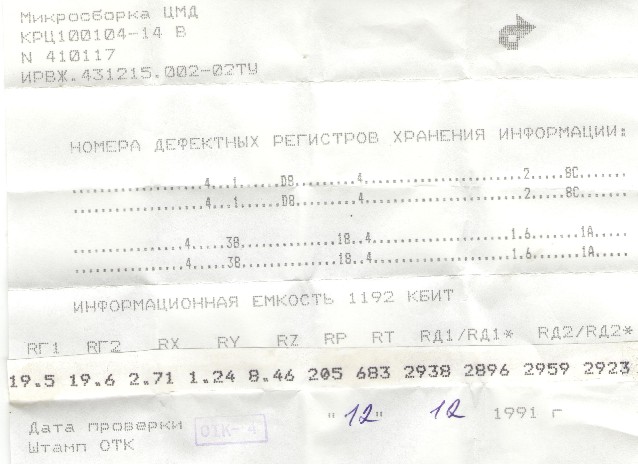 Микросборка ЦМД
КРЦ100104-14 В
N 410117
ИРВЖ.431215.002-02ТУ
НОМЕРА ДЕФЕКТНЫХ РЕГИСТРОВ ХРАНЕНИЯ ИНФОРМАЦИИ:
...................4...1......D8.........4.......................2.....8C.......
...................4...1......D8.........4.......................2.....8C.......
................4.....3B..............18..4....................1.6.......1A.....
................4.....3B..............18..4....................1.6.......1A.....
ИНФОРМАЦИОННАЯ ЕМКОСТЬ 1192 КБИТ
RГ1 RГ2 RX RY RZ RP RT RД1/RД1* RД2/RД2*
19.5 19.6 2.71 1.24 8.46 205 683 2938 2896 2959 2923
Дата проверки "12" 12 1991 г
Штамп ОТК ОТК-4